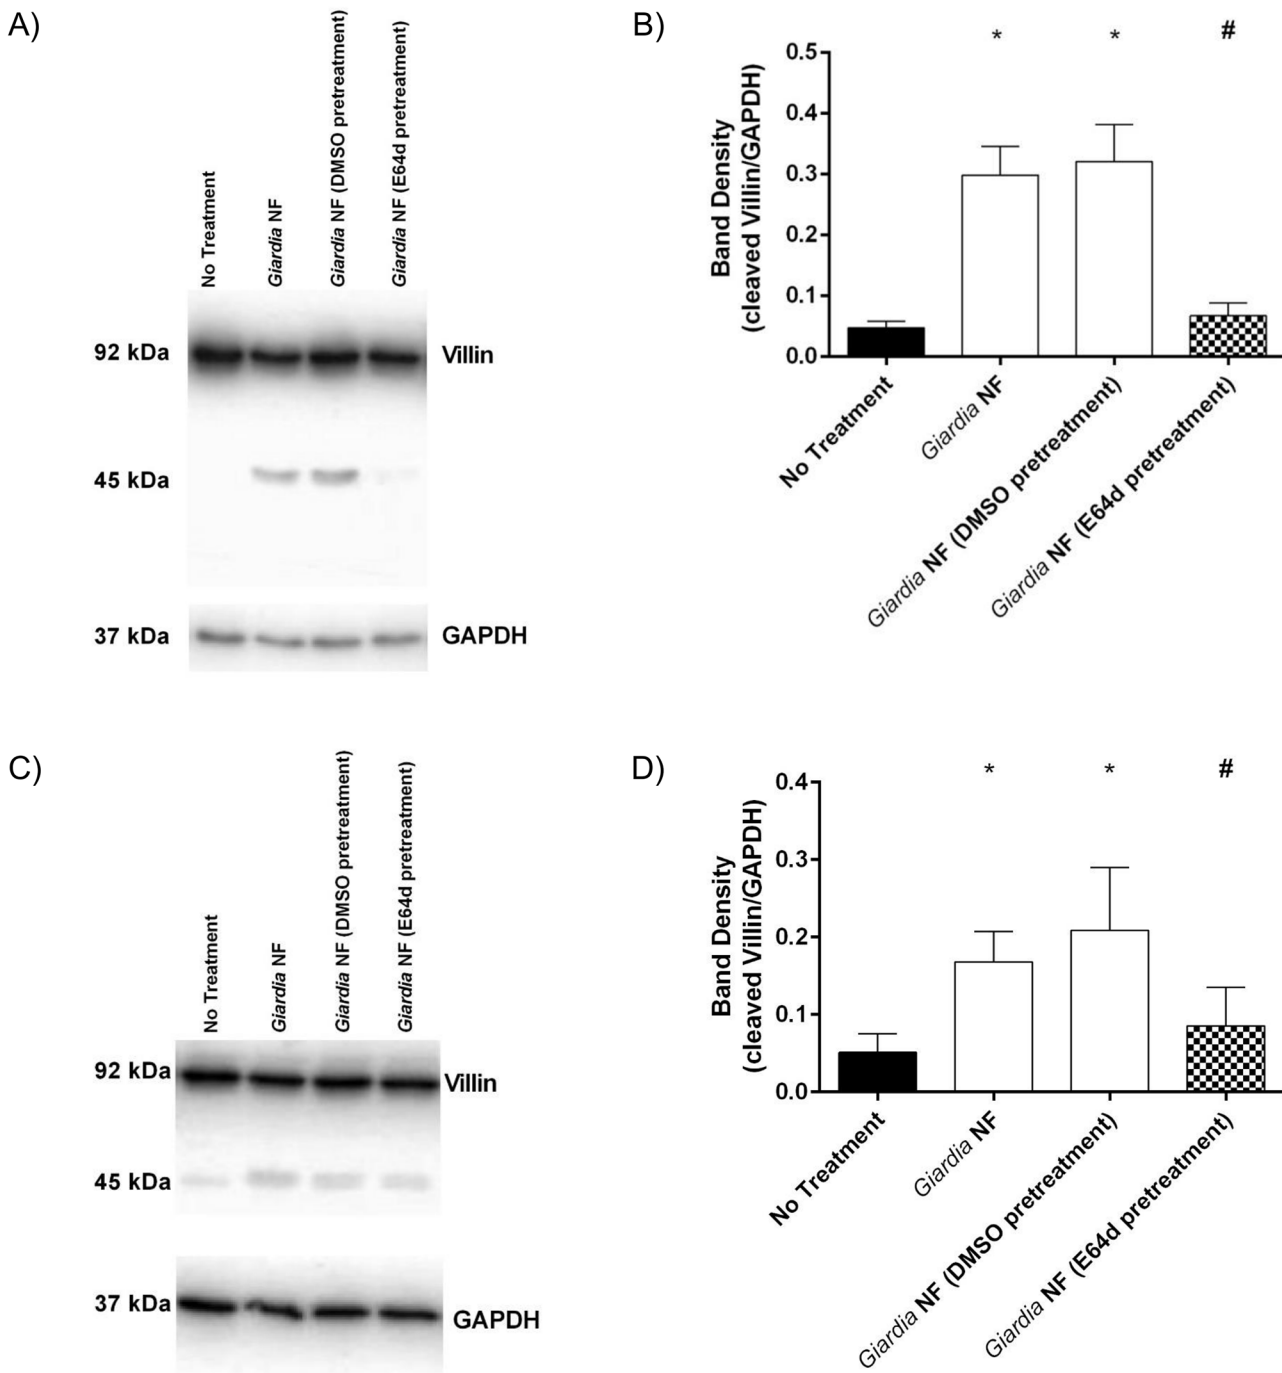 A)
No Treatment
Giardia NF
Giardia NF (DMSO pretreatment)
Giardia NF (E64d pretreatment)
92 kDa
Villin
45 kDa
37 kDa
GAPDH
B)
Band Density
(cleaved Villin/GAPDH)
0.5
0.4
0.3
0.2
0.1
0.0
*
*
#
No Treatment
Giardia NF
Giardia NF (DMSO pretreatment)
Giardia NF (E64d pretreatment)
C)
No Treatment
Giardia NF
Giardia NF (DMSO pretreatment)
Giardia NF (E64d pretreatment)
92 kDa
Villin
45 kDa
37 kDa
GAPDH
D)
Band Density
(cleaved Villin/GAPDH)
0.4
0.3
0.2
0.1
0.0
*
*
#
No Treatment
Giardia NF
Giardia NF (DMSO pretreatment)
Giardia NF (E64d pretreatment)